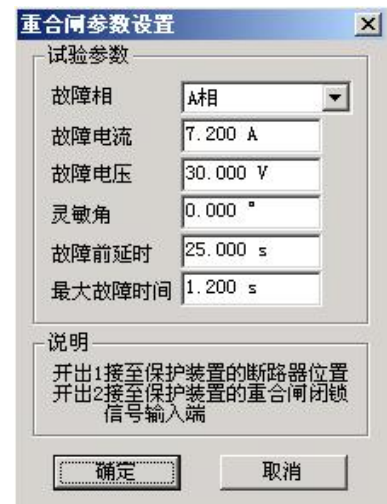 重合闸参数设置
试验参数
故障相 A相
故障电流 7.200 A
故障电压 30.000 V
灵敏角 0.000 °
故障前延时 25.000 s
最大故障时间 1.200 s
说明
开出1接至保护装置的断路器位置
开出2接至保护装置的重合闸闭锁
信号输入端
确定 取消